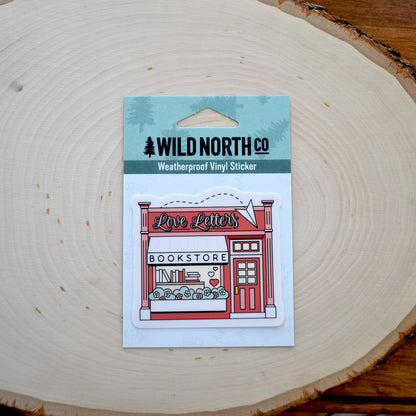 WILD NORTH CO
Weatherproof Vinyl Sticker
Love Letters
BOOKSTORE